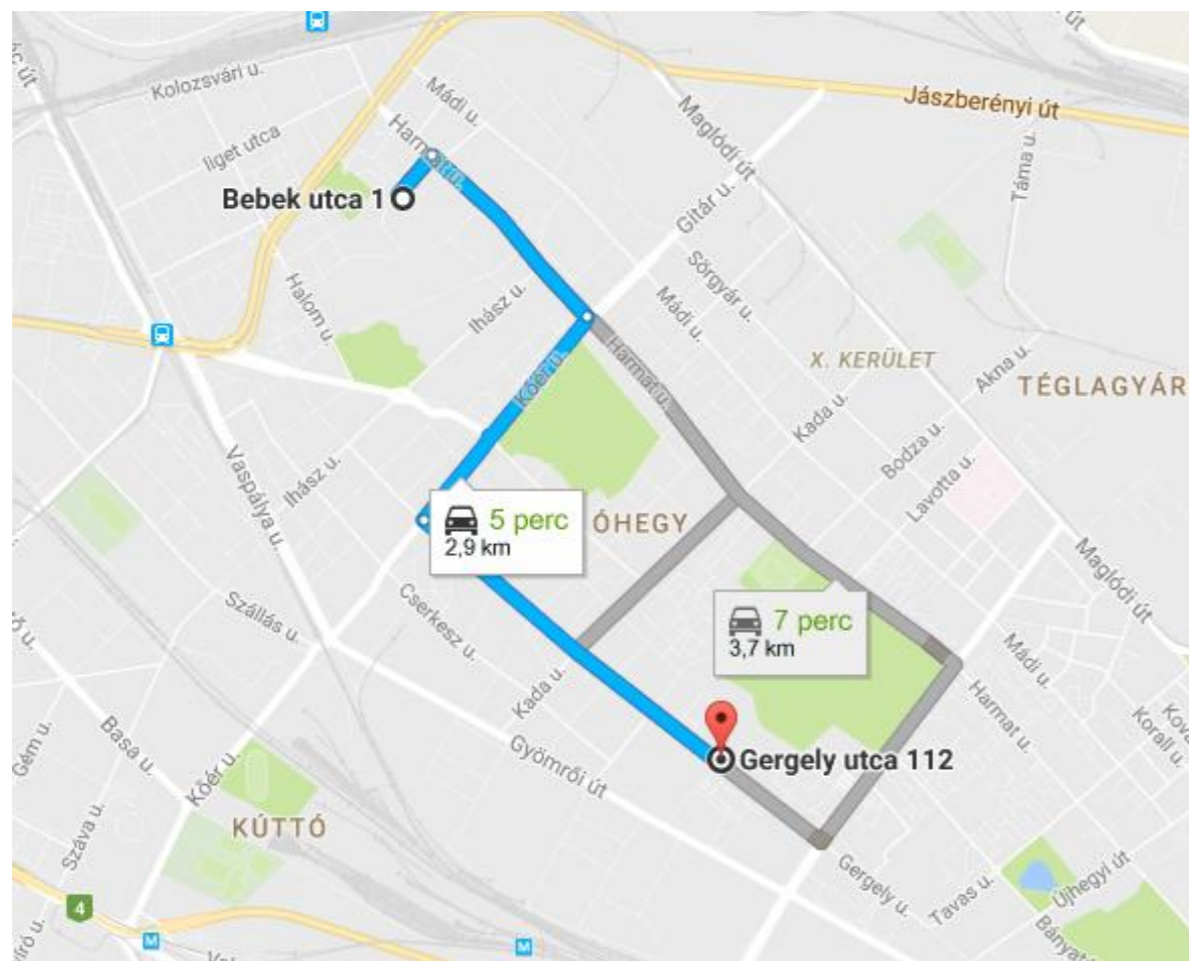 Kolozsvári u.
Mádi u.
Harmat u.
Jászberényi út
Maglódi út
liget utca
Táma u.
Bebek utca 1
Gitár u.
Sörgyár u.
Halom u.
Ihász u.
Mádi u.
Harmat u.
X. KERÜLET
Akna u.
TÉGLAGYÁR
Kőér u.
Kada u.
Bodza u.
Ihász u.
Vaspálya u.
Lavotta u.
5 perc
2,9 km
ÓHEGY
Maglódi út
Szállás u.
Cserkesz u.
7 perc
3,7 km
Mádi u.
Kada u.
Harmat u.
Korall u.
Basa u.
Gém u.
Gyömrői út
Gergely utca 112
Kőér u.
KÚTTÓ
Száva u.
Gergely u.
Tavas u.
Újhegyi út
4
M
M